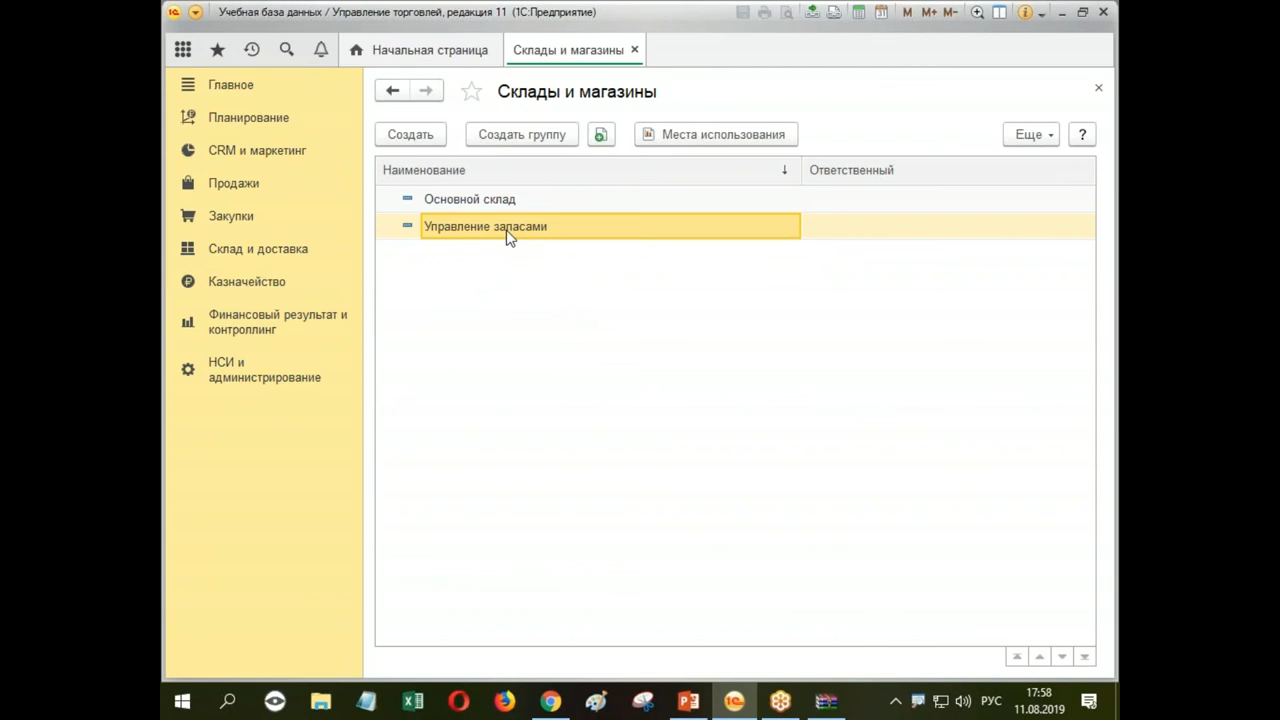 Учебная база данных / Управление торговлей, редакция 11 (1С:Предприятие)
M M+ M−
Начальная страница
Склады и магазины ×
Главное
Планирование
CRM и маркетинг
Продажи
Закупки
Склад и доставка
Казначейство
Финансовый результат и
контроллинг
НСИ и
администрирование
Склады и магазины
Создать
Создать группу
Места использования
Еще
?
Наименование ↓
Ответственный
Основной склад
Управление запасами
РУС
17:58
11.08.2019